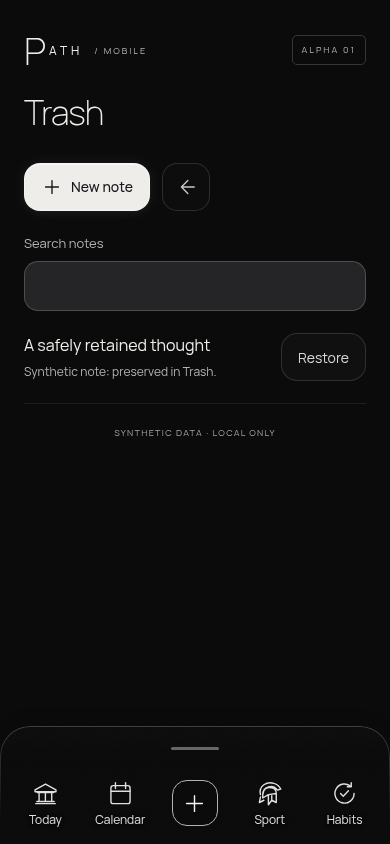 PATH / MOBILE
ALPHA 01
Trash
New note
Search notes
A safely retained thought
Synthetic note: preserved in Trash.
Restore
SYNTHETIC DATA · LOCAL ONLY
Today
Calendar
Sport
Habits